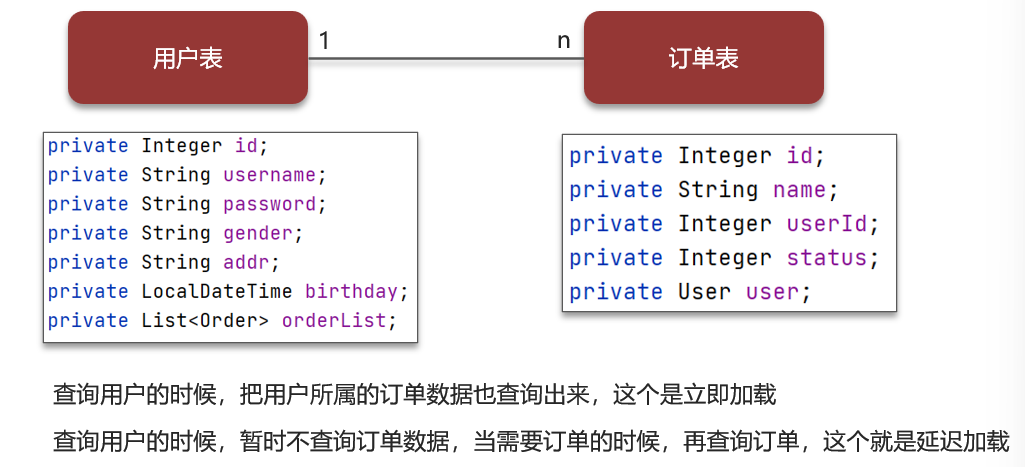 用户表
1
n
订单表
private Integer id;
private String username;
private String password;
private String gender;
private String addr;
private LocalDateTime birthday;
private List<Order> orderList;
private Integer id;
private String name;
private Integer userId;
private Integer status;
private User user;
查询用户的时候，把用户所属的订单数据也查询出来，这个是立即加载
查询用户的时候，暂时不查询订单数据，当需要订单的时候，再查询订单，这个就是延迟加载